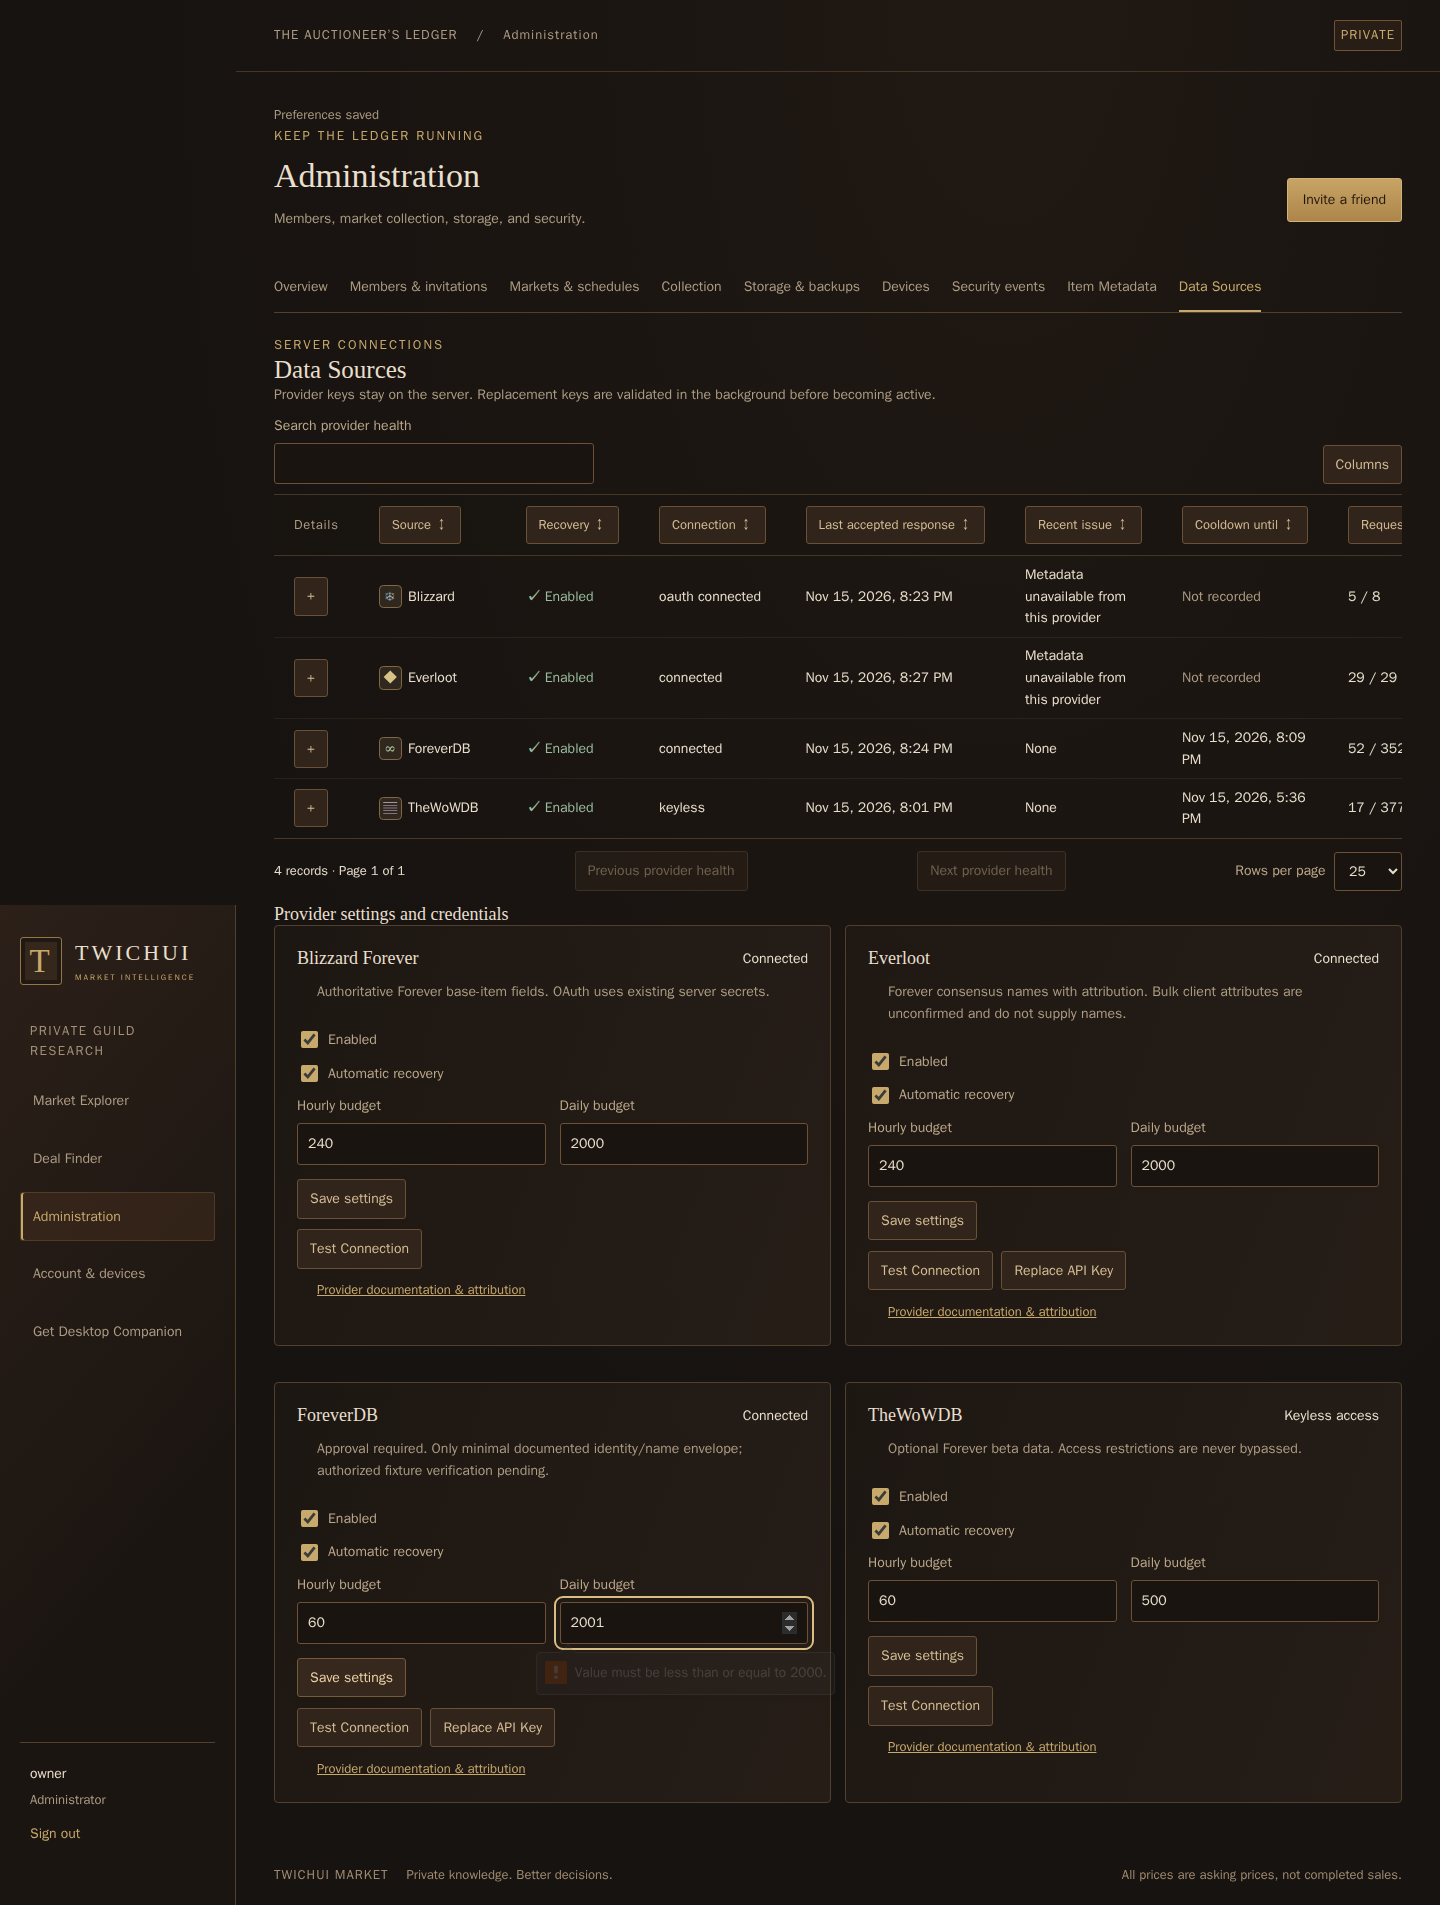 THE AUCTIONEER'S LEDGER / Administration
PRIVATE
Preferences saved
KEEP THE LEDGER RUNNING
Administration
Members, market collection, storage, and security.
Invite a friend
Overview Members & invitations Markets & schedules Collection Storage & backups Devices Security events Item Metadata Data Sources
SERVER CONNECTIONS
Data Sources
Provider keys stay on the server. Replacement keys are validated in the background before becoming active.
Search provider health
Columns
Details Source ↕ Recovery ↕ Connection ↕ Last accepted response ↕ Recent issue ↕ Cooldown until ↕ Reques
+ Blizzard ✓ Enabled oauth connected Nov 15, 2026, 8:23 PM Metadata unavailable from this provider Not recorded 5 / 8
+ Everloot ✓ Enabled connected Nov 15, 2026, 8:27 PM Metadata unavailable from this provider Not recorded 29 / 29
+ ForeverDB ✓ Enabled connected Nov 15, 2026, 8:24 PM None Nov 15, 2026, 8:09 PM 52 / 352
+ TheWoWDB ✓ Enabled keyless Nov 15, 2026, 8:01 PM None Nov 15, 2026, 5:36 PM 17 / 377
4 records · Page 1 of 1 Previous provider health Next provider health Rows per page 25
T TWICHUI
MARKET INTELLIGENCE
PRIVATE GUILD
RESEARCH
Market Explorer
Deal Finder
Administration
Account & devices
Get Desktop Companion
owner
Administrator
Sign out
Provider settings and credentials
Blizzard Forever Connected
Authoritative Forever base-item fields. OAuth uses existing server secrets.
Enabled
Automatic recovery
Hourly budget Daily budget
240 2000
Save settings
Test Connection
Provider documentation & attribution
Everloot Connected
Forever consensus names with attribution. Bulk client attributes are
unconfirmed and do not supply names.
Enabled
Automatic recovery
Hourly budget Daily budget
240 2000
Save settings
Test Connection Replace API Key
Provider documentation & attribution
ForeverDB Connected
Approval required. Only minimal documented identity/name envelope;
authorized fixture verification pending.
Enabled
Automatic recovery
Hourly budget Daily budget
60 2001
Value must be less than or equal to 2000.
Save settings
Test Connection Replace API Key
Provider documentation & attribution
TheWoWDB Keyless access
Optional Forever beta data. Access restrictions are never bypassed.
Enabled
Automatic recovery
Hourly budget Daily budget
60 500
Save settings
Test Connection
Provider documentation & attribution
TWICHUI MARKET Private knowledge. Better decisions.
All prices are asking prices, not completed sales.